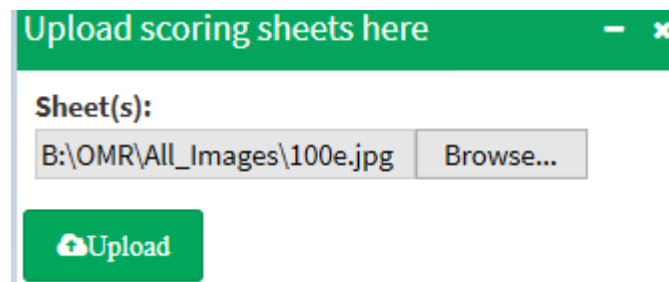 Upload scoring sheets here
Sheet(s):
B:\OMR\All_Images\100e.jpg Browse...
Upload